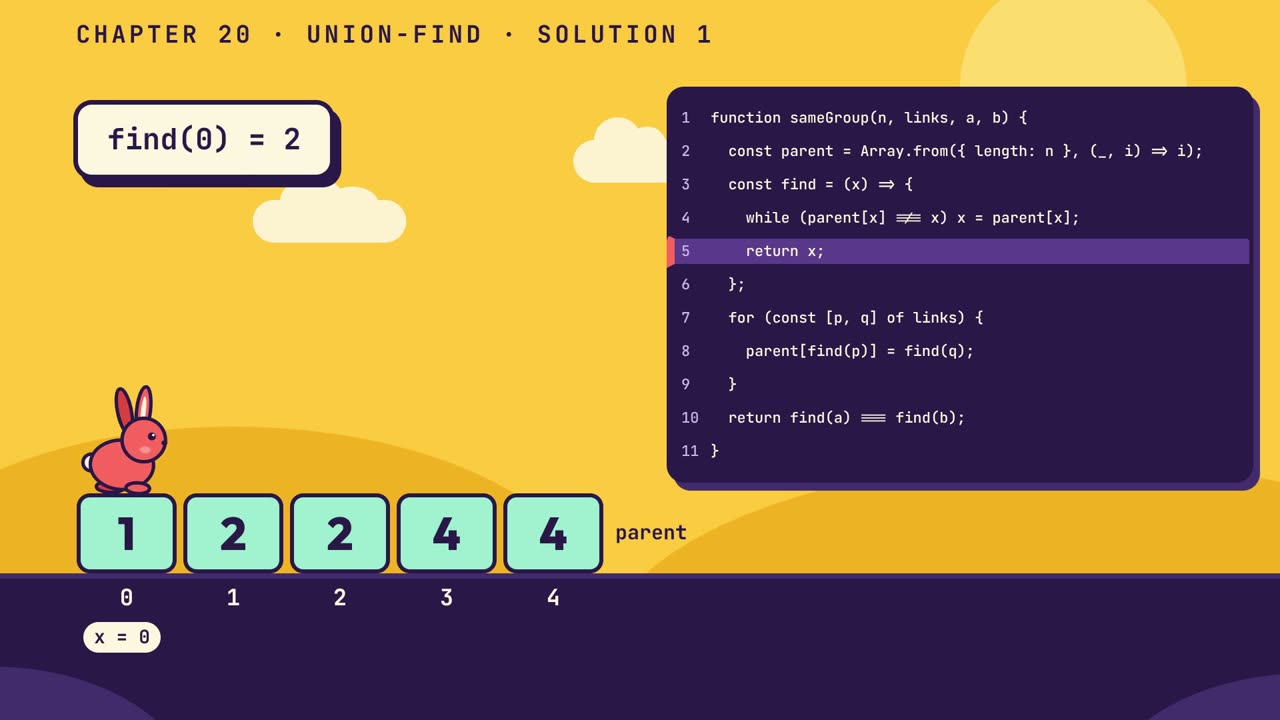 CHAPTER 20 · UNION-FIND · SOLUTION 1
find(0) = 2
1 function sameGroup(n, links, a, b) {
2 const parent = Array.from({ length: n }, (_, i) => i);
3 const find = (x) => {
4 while (parent[x] !== x) x = parent[x];
5 return x;
6 };
7 for (const [p, q] of links) {
8 parent[find(p)] = find(q);
9 }
10 return find(a) === find(b);
11 }
1 2 2 4 4 parent
0 1 2 3 4
x = 0